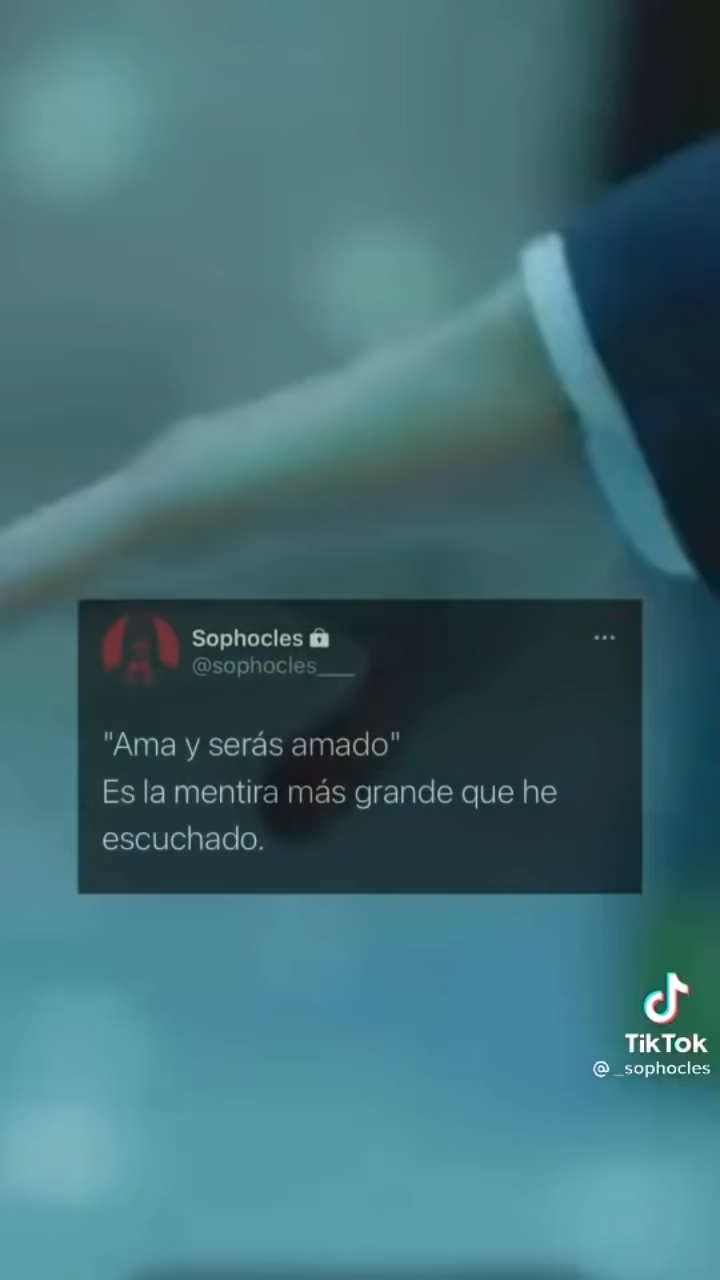 Sophocles
@sophocles___
"Ama y serás amado"
Es la mentira más grande que he
escuchado.
TikTok
@_sophocles